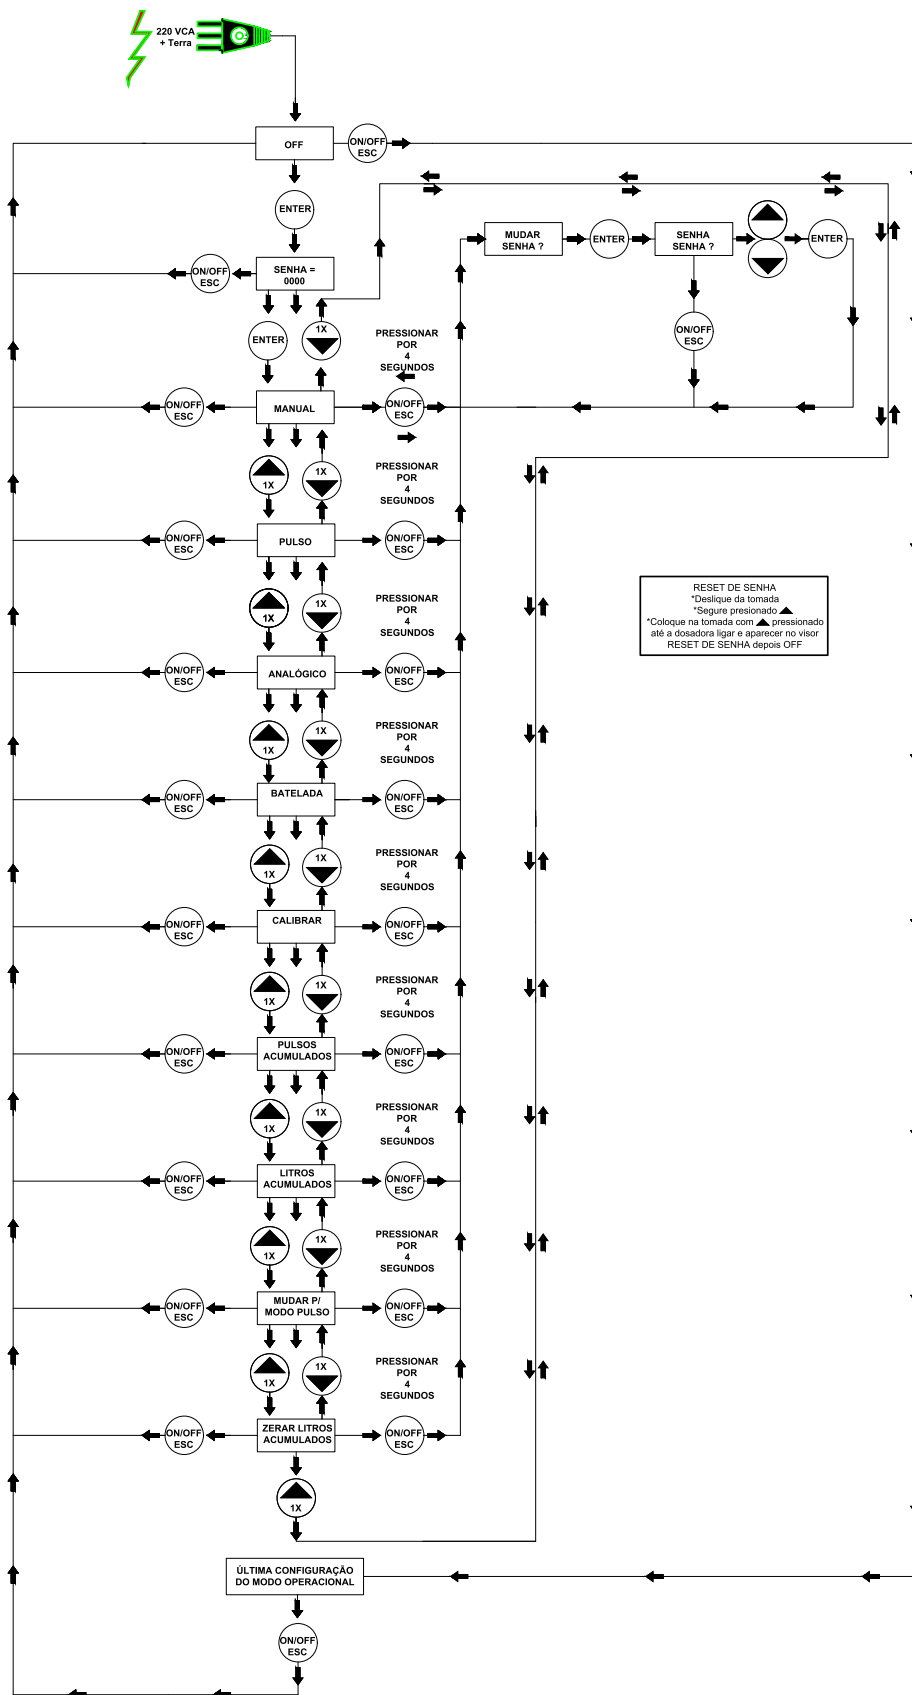 220 VCA
+ Terra
OFF
ON/OFF
ESC
ENTER
MUDAR
SENHA ?
ENTER
SENHA
SENHA ?
ENTER
ON/OFF
ESC
SENHA =
0000
ON/OFF
ESC
ENTER
1X
PRESSIONAR
POR
4
SEGUNDOS
ON/OFF
ESC
MANUAL
ON/OFF
ESC
1X
1X
PRESSIONAR
POR
4
SEGUNDOS
ON/OFF
ESC
PULSO
ON/OFF
ESC
RESET DE SENHA
*Deslique da tomada
*Segure presionado
*Coloque na tomada com pressionado
até a dosadora ligar e aparecer no visor
RESET DE SENHA depois OFF
1X
1X
PRESSIONAR
POR
4
SEGUNDOS
ON/OFF
ESC
ANALÓGICO
ON/OFF
ESC
1X
1X
PRESSIONAR
POR
4
SEGUNDOS
ON/OFF
ESC
BATELADA
ON/OFF
ESC
1X
1X
PRESSIONAR
POR
4
SEGUNDOS
ON/OFF
ESC
CALIBRAR
ON/OFF
ESC
1X
1X
PRESSIONAR
POR
4
SEGUNDOS
ON/OFF
ESC
PULSOS
ACUMULADOS
ON/OFF
ESC
1X
1X
PRESSIONAR
POR
4
SEGUNDOS
ON/OFF
ESC
LITROS
ACUMULADOS
ON/OFF
ESC
1X
1X
PRESSIONAR
POR
4
SEGUNDOS
ON/OFF
ESC
MUDAR P/
MODO PULSO
ON/OFF
ESC
1X
1X
PRESSIONAR
POR
4
SEGUNDOS
ON/OFF
ESC
ZERAR LITROS
ACUMULADOS
ON/OFF
ESC
1X
ÚLTIMA CONFIGURAÇÃO
DO MODO OPERACIONAL
ON/OFF
ESC